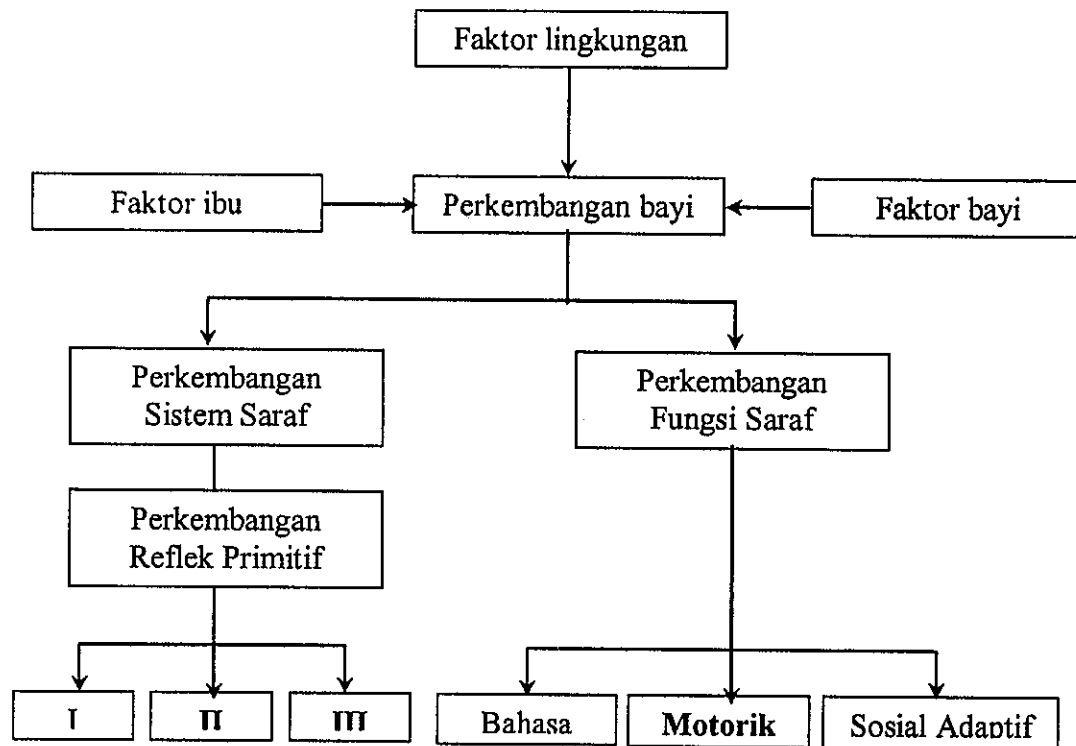 Faktor lingkungan
Faktor ibu
Perkembangan bayi
Faktor bayi
Perkembangan
Sistem Saraf
Perkembangan
Fungsi Saraf
Perkembangan
Reflek Primitif
I
II
III
Bahasa
Motorik
Sosial Adaptif